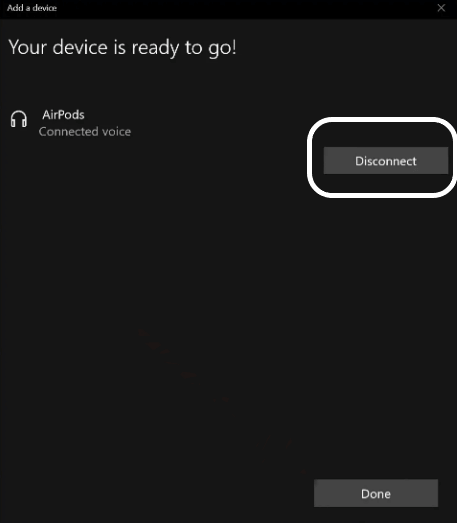 Add a device
Your device is ready to go!
AirPods
Connected voice
Disconnect
Done